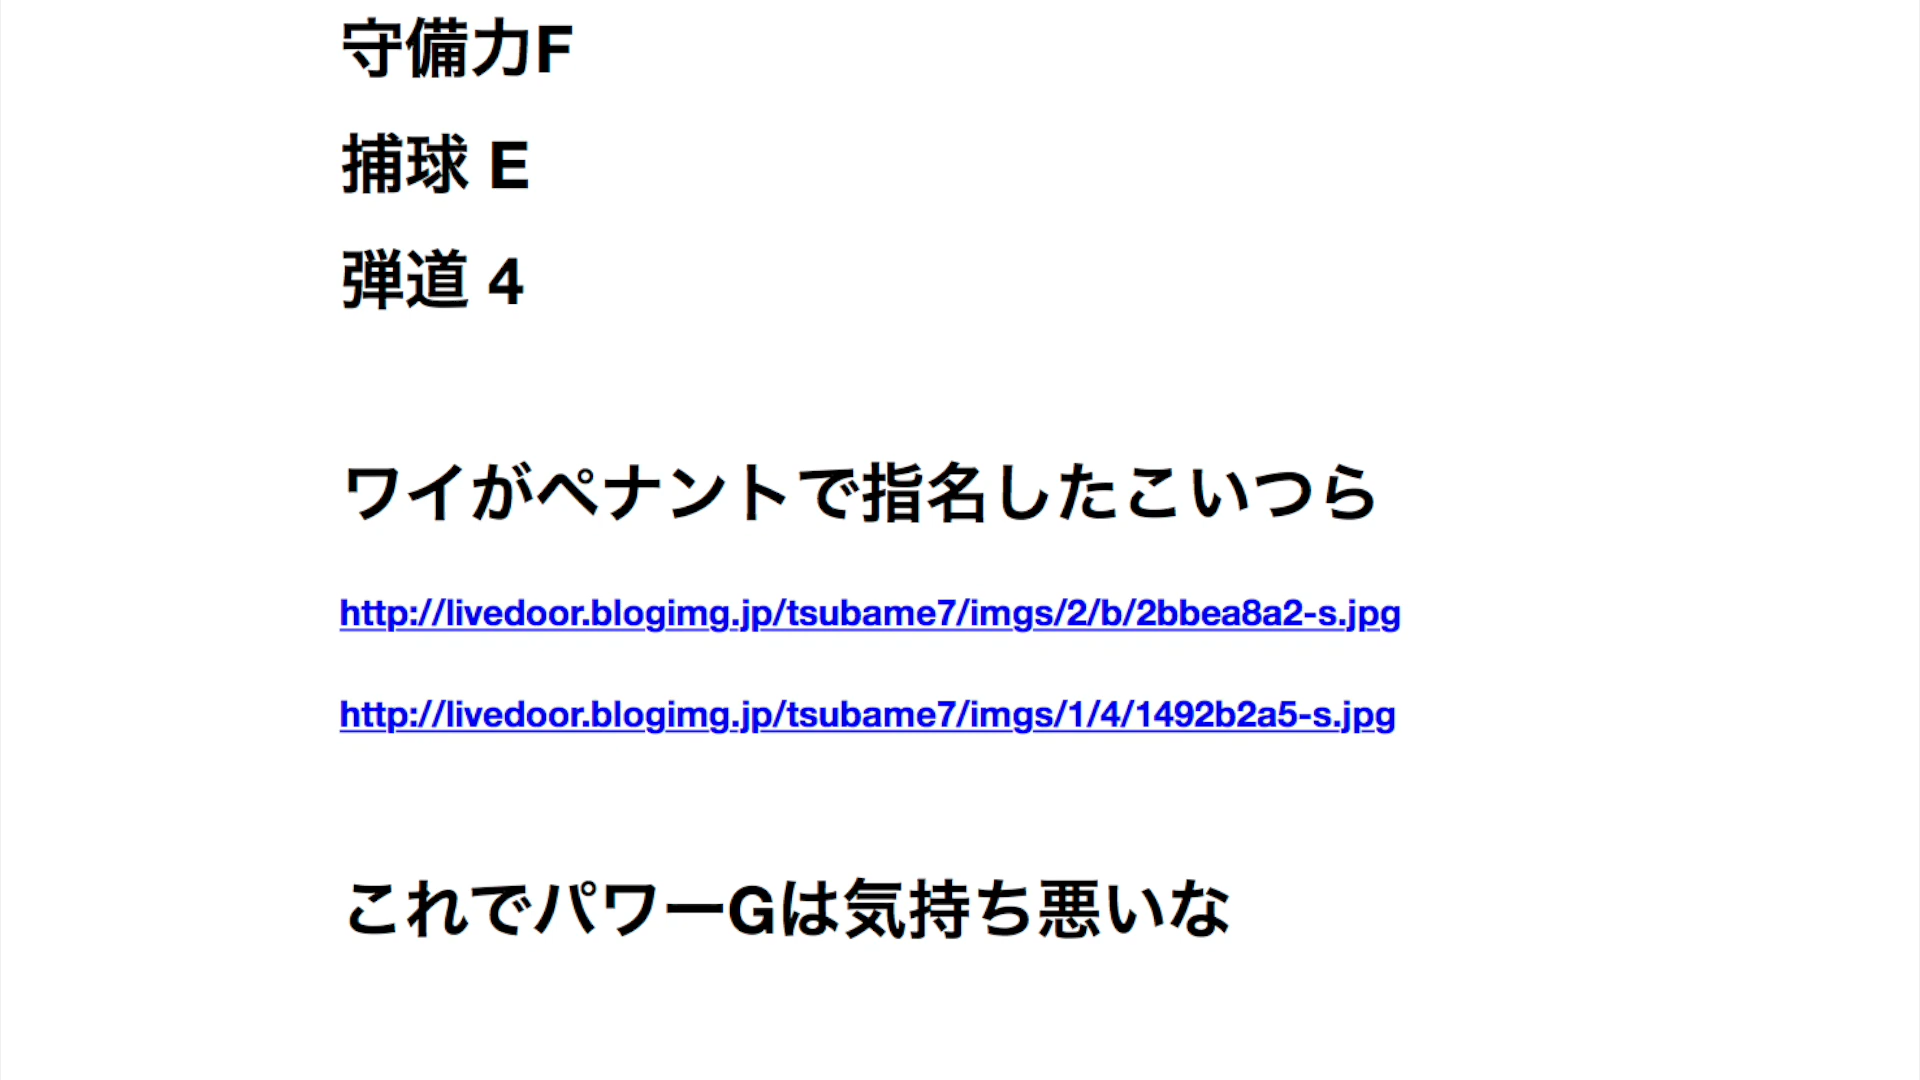 守備力F
捕球 E
弾道 4
ワイがペナントで指名したこいつら
http://livedoor.blogimg.jp/tsubame7/imgs/2/b/2bbea8a2-s.jpg
http://livedoor.blogimg.jp/tsubame7/imgs/1/4/1492b2a5-s.jpg
これでパワーGは気持ち悪いな